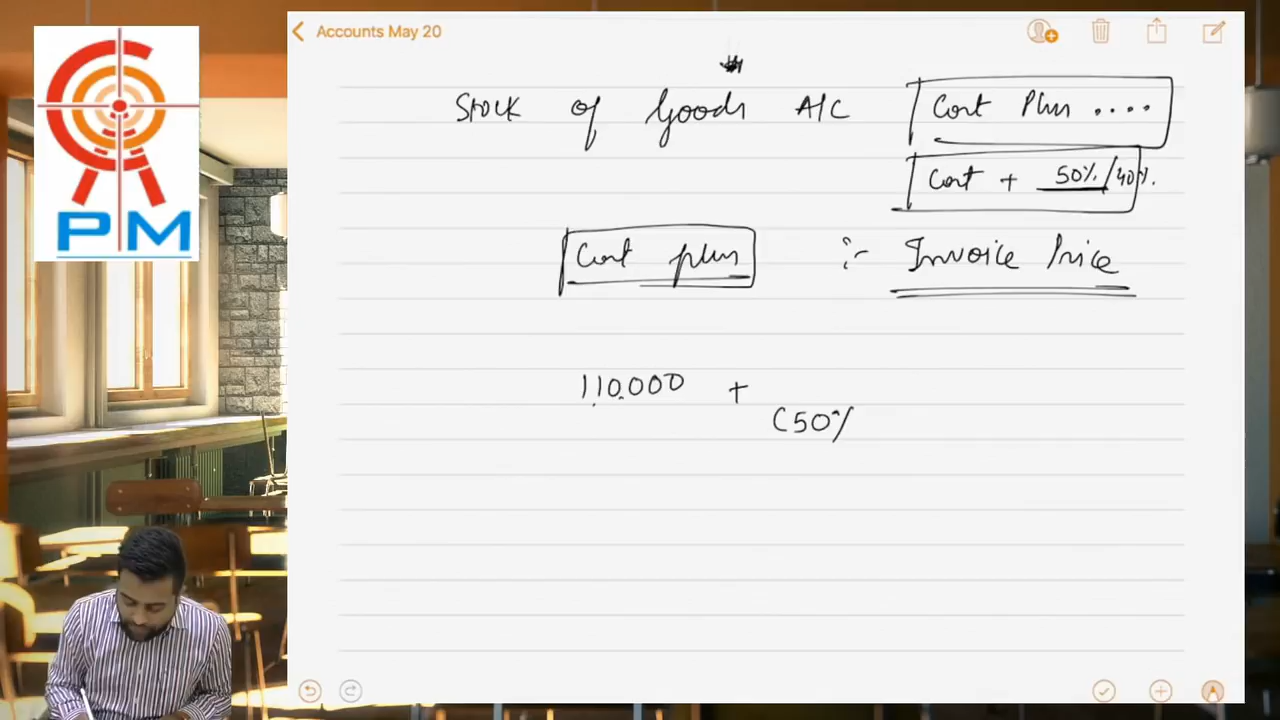 Accounts May 20
Stock of Goods A/C
Cost Plus ....
Cost + 50%/40%.
Cost plus :- Invoice Price
110.000 +
(50%
PM